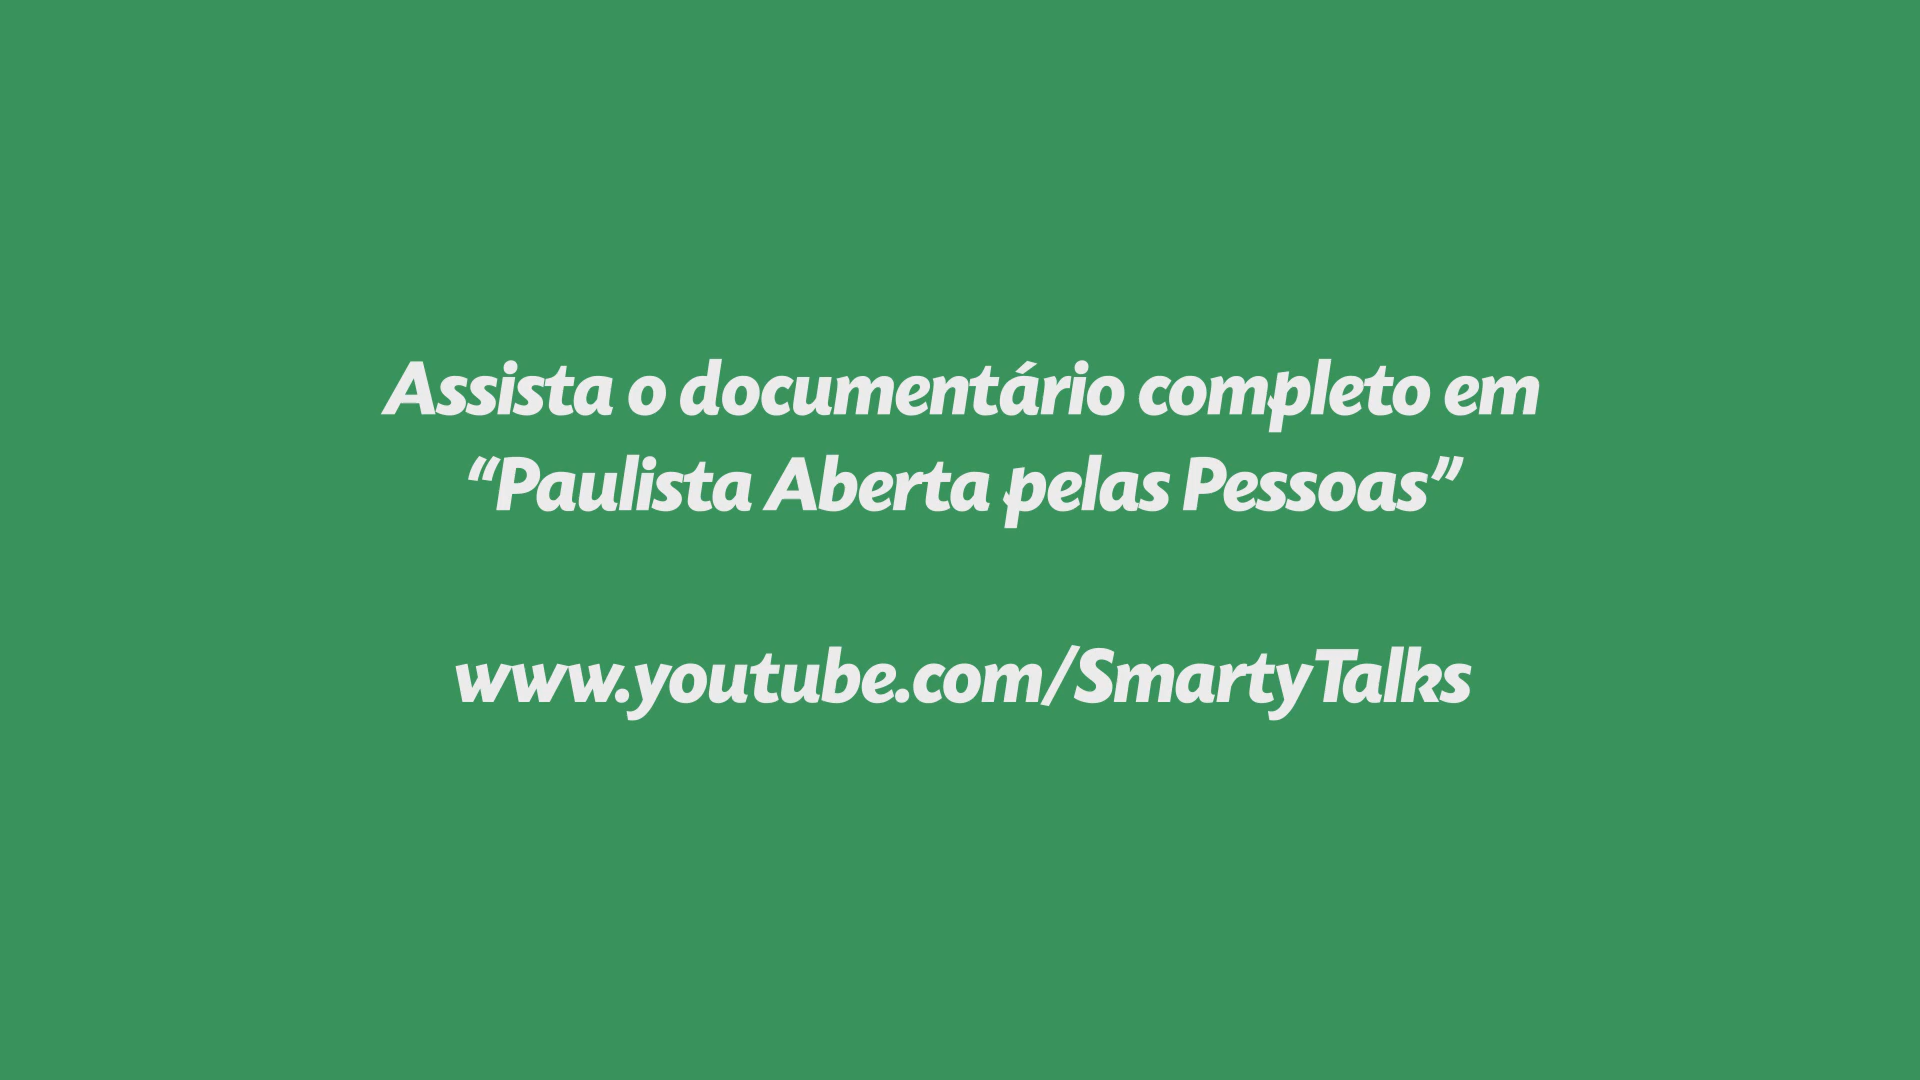 Assista o documentário completo em
“Paulista Aberta pelas Pessoas”
www.youtube.com/SmartyTalks